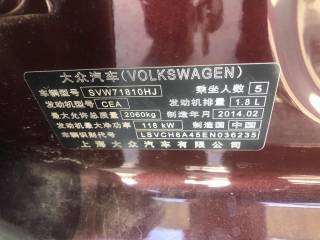 大众汽车(VOLKSWAGEN)
车辆型号 SVW71810HJ 乘坐人数 5
发动机型号 CEA 发动机排量 1.8 L
最大允许总质量 2060kg 制造年月 2014.02
发动机最大净功率 118 kW 制造国 中国
车辆识别代号 LSVCH6A45EN036235
上海大众汽车有限公司